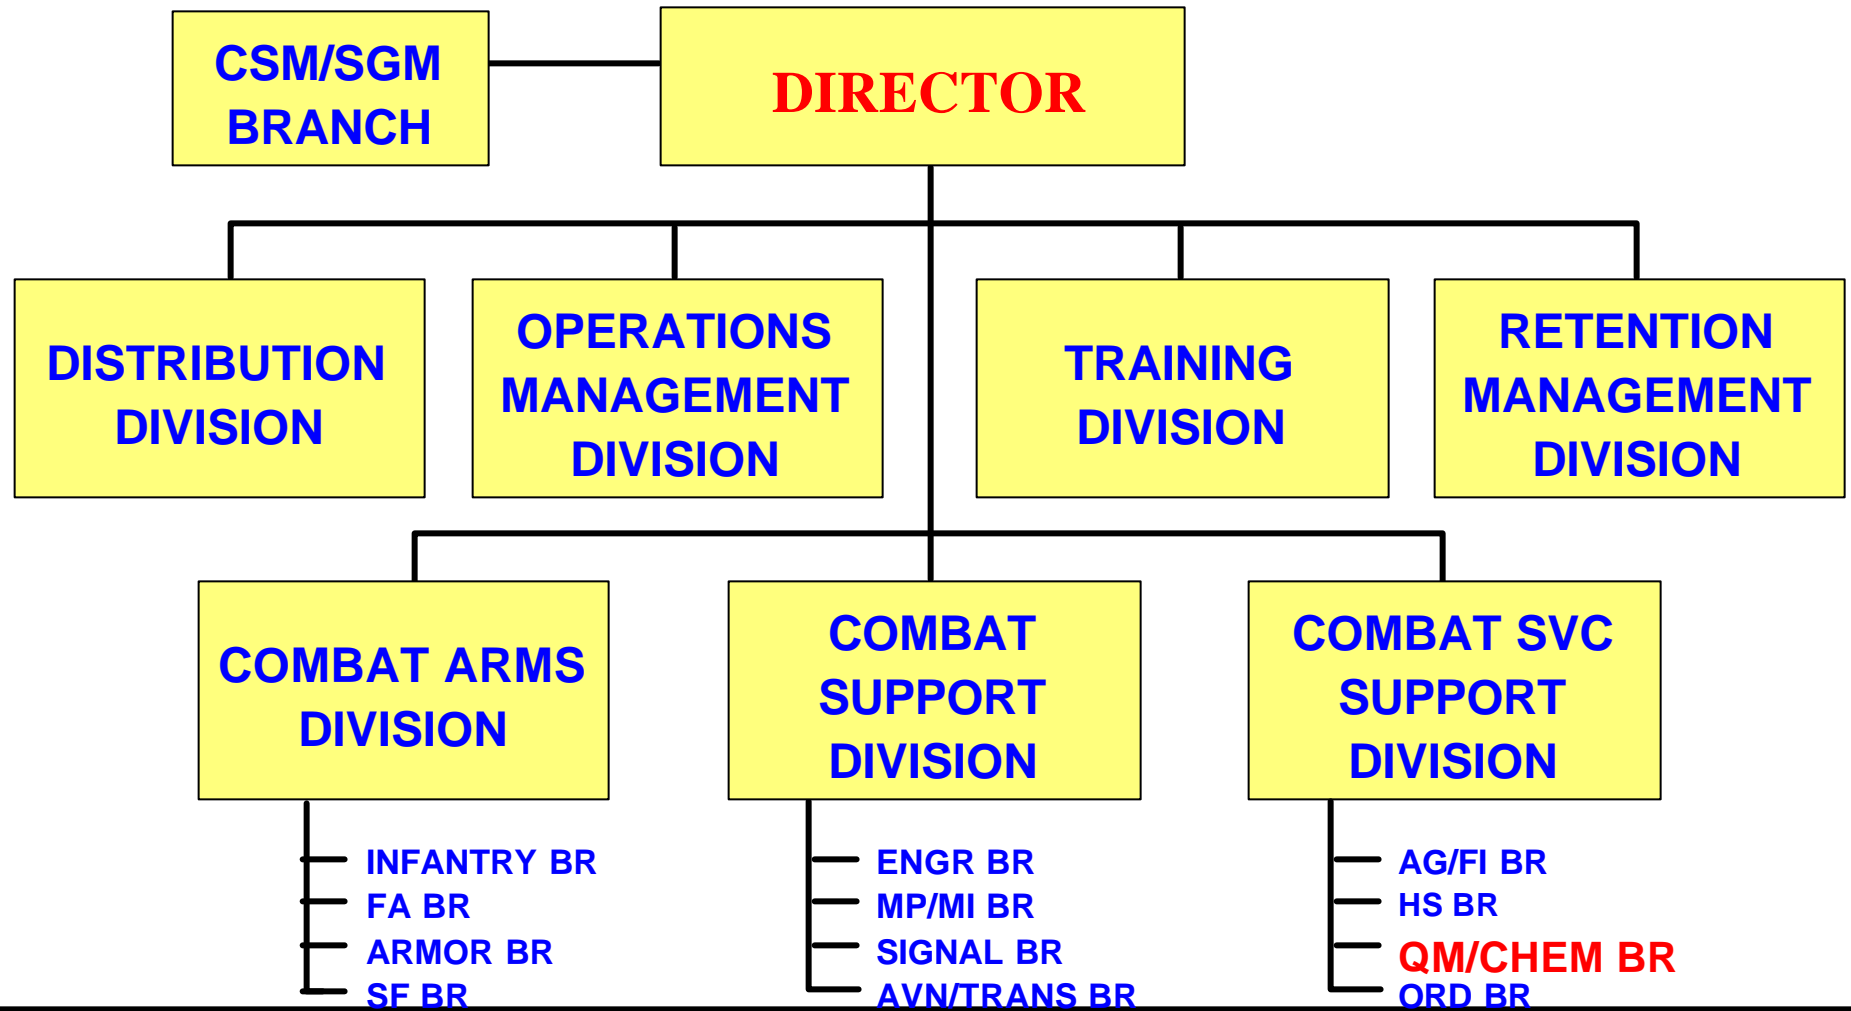 CSM/SGM
BRANCH
DIRECTOR
DISTRIBUTION
DIVISION
OPERATIONS
MANAGEMENT
DIVISION
TRAINING
DIVISION
RETENTION
MANAGEMENT
DIVISION
COMBAT ARMS
DIVISION
COMBAT
SUPPORT
DIVISION
COMBAT SVC
SUPPORT
DIVISION
INFANTRY BR
FA BR
ARMOR BR
SF BR
ENGR BR
MP/MI BR
SIGNAL BR
AVN/TRANS BR
AG/FI BR
HS BR
QM/CHEM BR
ORD BR